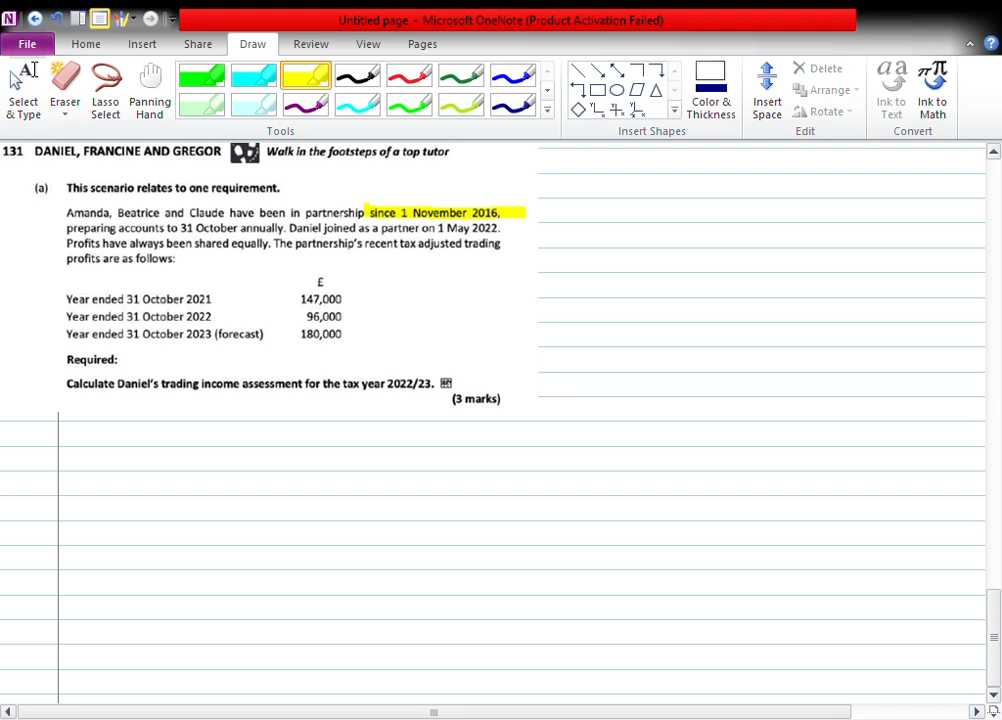 Untitled page - Microsoft OneNote (Product Activation Failed)
File Home Insert Share Draw Review View Pages
Select & Type
Eraser
Lasso Select
Panning Hand
Color & Thickness
Insert Space
Delete
Arrange
Rotate
Ink to Text
Ink to Math
Tools Insert Shapes Edit Convert
131 DANIEL, FRANCINE AND GREGOR Walk in the footsteps of a top tutor
(a) This scenario relates to one requirement.
Amanda, Beatrice and Claude have been in partnership since 1 November 2016,
preparing accounts to 31 October annually. Daniel joined as a partner on 1 May 2022.
Profits have always been shared equally. The partnership's recent tax adjusted trading
profits are as follows:
£
Year ended 31 October 2021 147,000
Year ended 31 October 2022 96,000
Year ended 31 October 2023 (forecast) 180,000
Required:
Calculate Daniel's trading income assessment for the tax year 2022/23.
(3 marks)